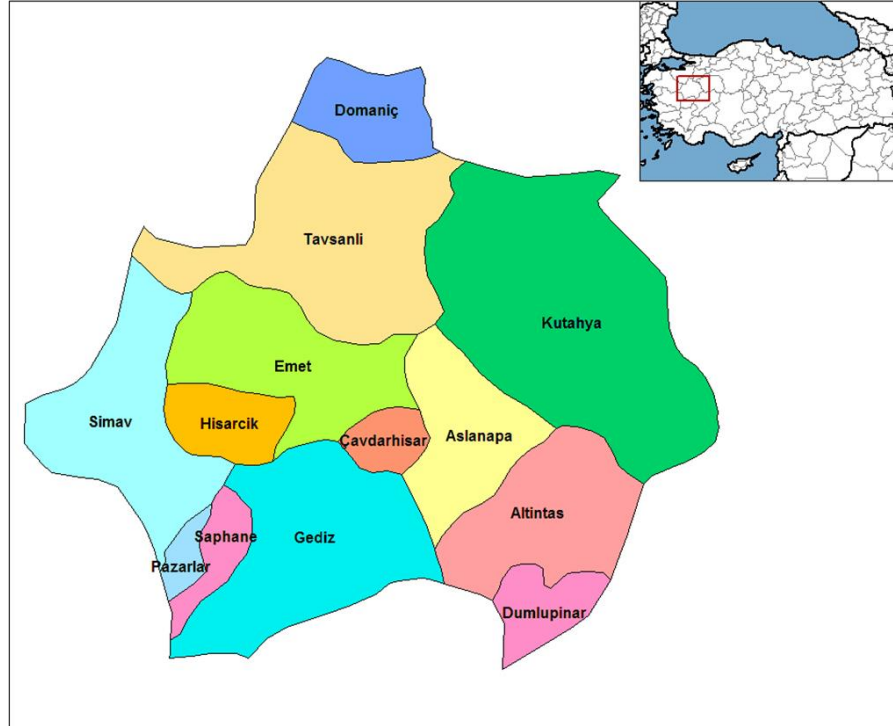 Domaniç
Tavsanli
Kutahya
Emet
Simav
Hisarcik
Çavdarhisar
Aslanapa
Altintas
Saphane
Gediz
Pazarlar
Dumlupinar